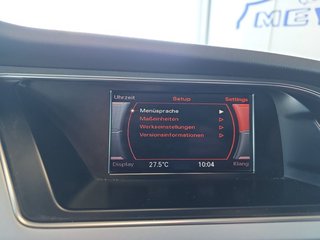 Uhrzeit Setup Settings
Menüsprache
Maßeinheiten
Werkseinstellungen
Versionsinformationen
Display 27.5°C 10:04 Klang